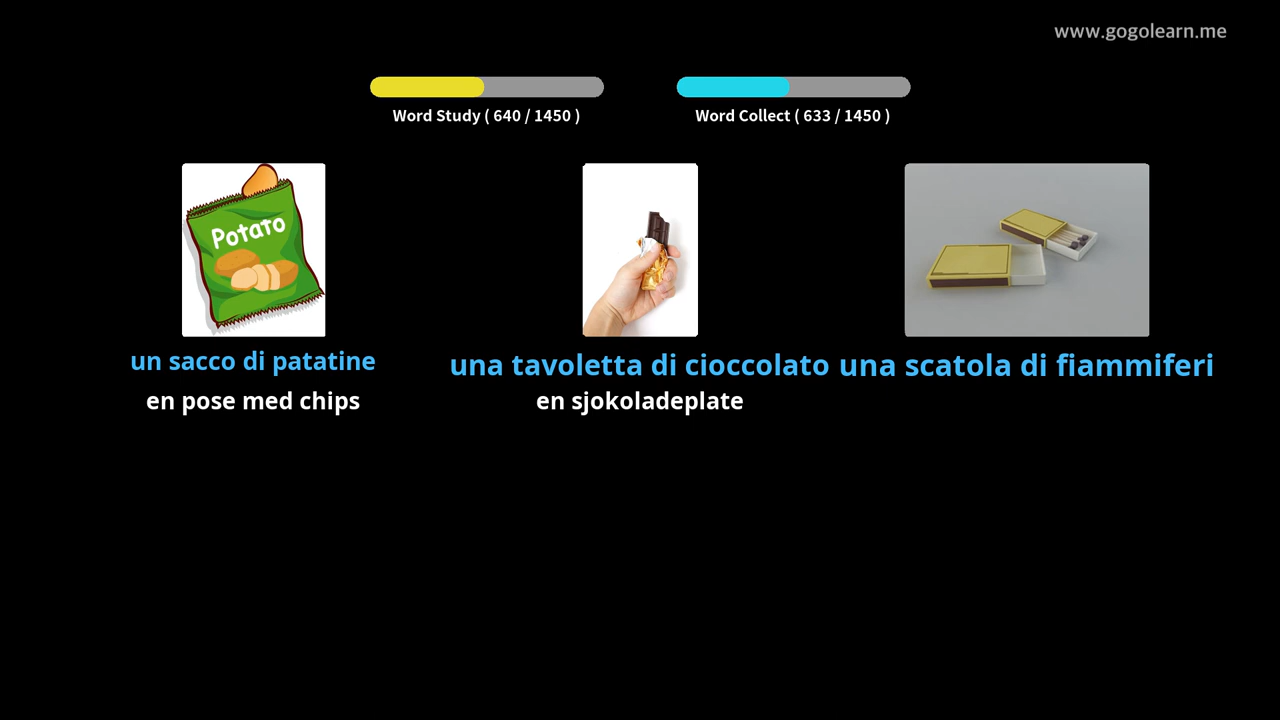 www.gogolearn.me
Word Study ( 640 / 1450 )
Word Collect ( 633 / 1450 )
Potato
un sacco di patatine
en pose med chips
una tavoletta di cioccolato
en sjokoladeplate
una scatola di fiammiferi